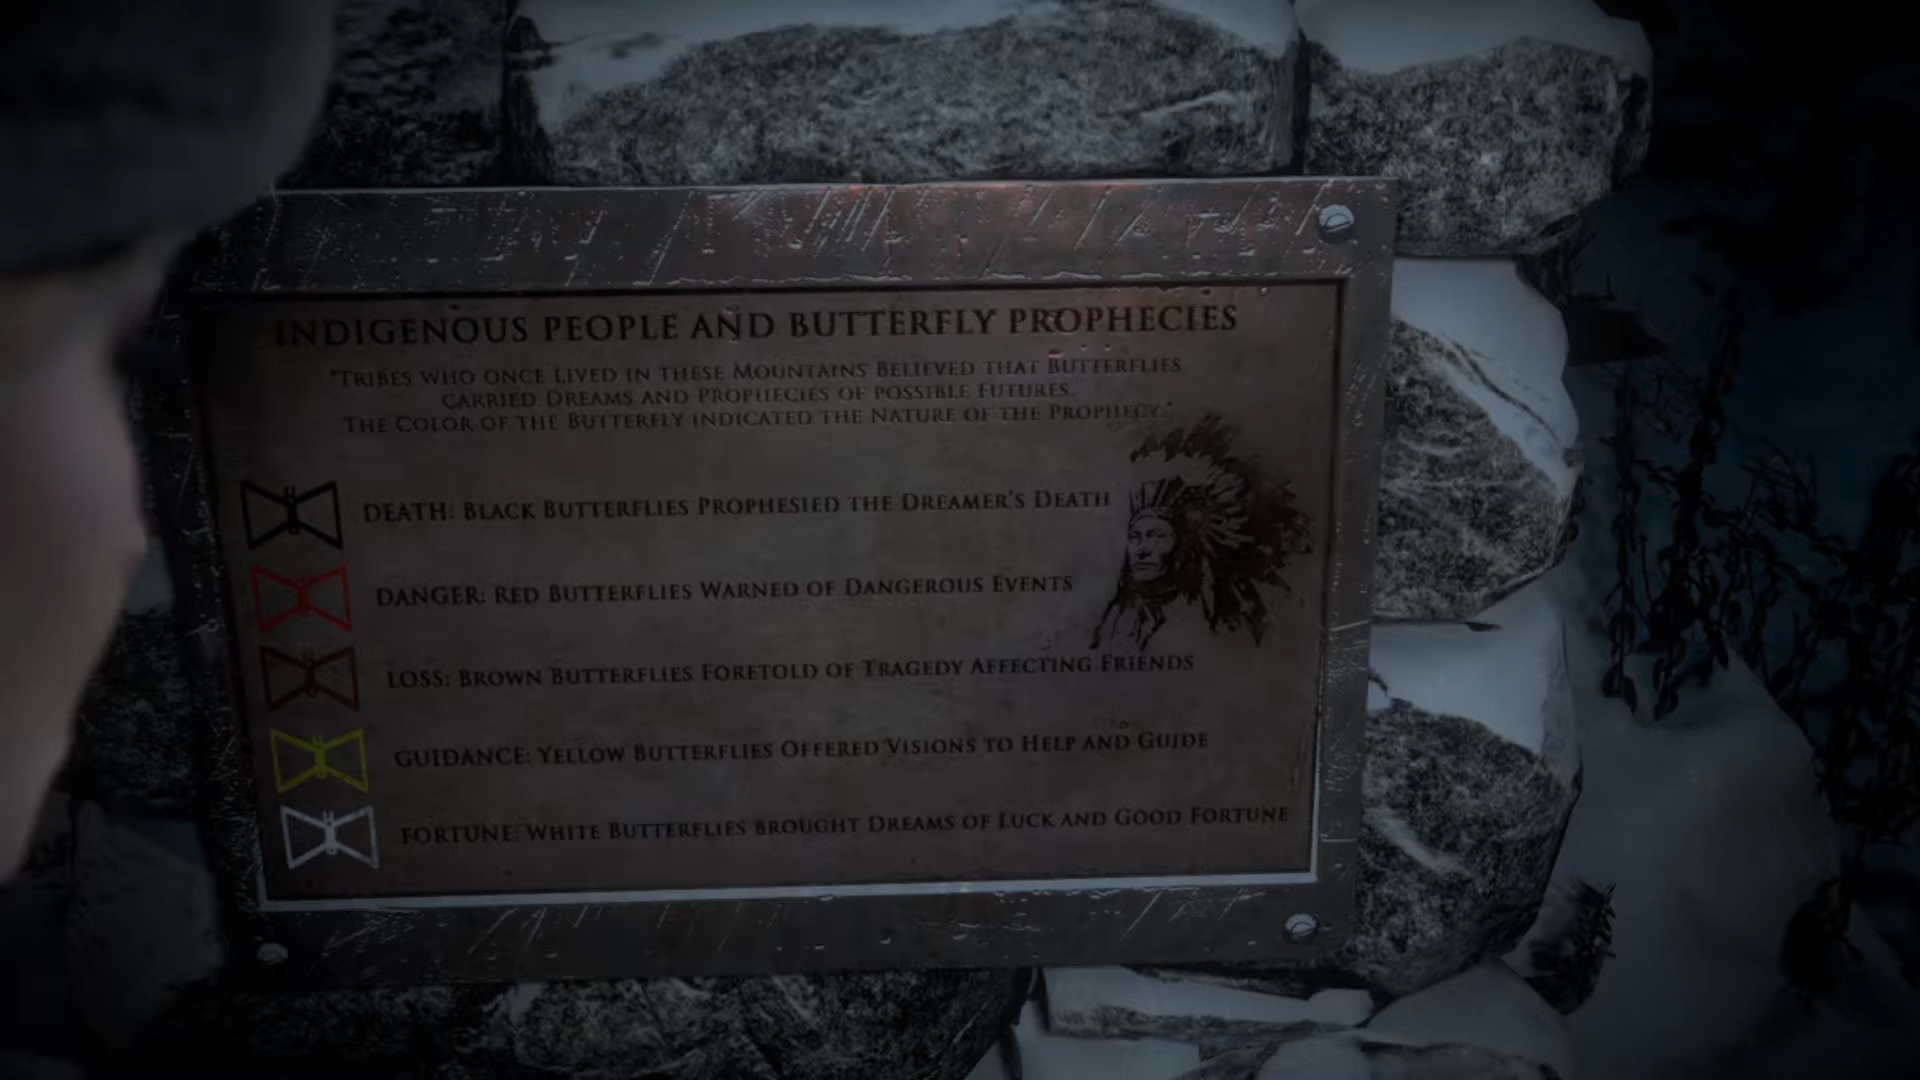 INDIGENOUS PEOPLE AND BUTTERFLY PROPHECIES
"TRIBES WHO ONCE LIVED IN THESE MOUNTAINS BELIEVED THAT BUTTERFLIES
CARRIED DREAMS AND PROPHECIES OF POSSIBLE FUTURES.
THE COLOR OF THE BUTTERFLY INDICATED THE NATURE OF THE PROPHECY."
DEATH: BLACK BUTTERFLIES PROPHESIED THE DREAMER'S DEATH
DANGER: RED BUTTERFLIES WARNED OF DANGEROUS EVENTS
LOSS: BROWN BUTTERFLIES FORETOLD OF TRAGEDY AFFECTING FRIENDS
GUIDANCE: YELLOW BUTTERFLIES OFFERED VISIONS TO HELP AND GUIDE
FORTUNE: WHITE BUTTERFLIES BROUGHT DREAMS OF LUCK AND GOOD FORTUNE